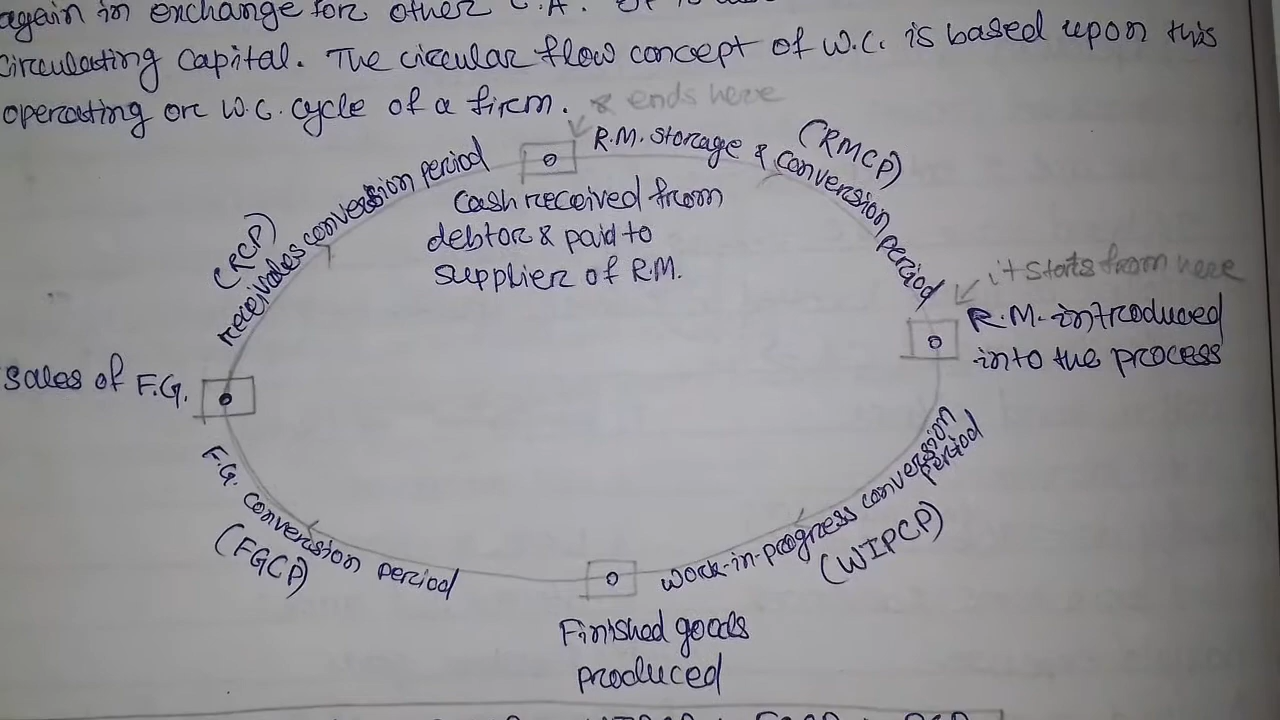 again in exchange for other C.A.
circulating capital. The circular flow concept of W.C. is based upon this
operating or W.C. cycle of a firm.
& ends here
R.M. storage & conversion period
(RMCP)
receivales conversion period
(RCP)
cash received from
debtor & paid to
supplier of R.M.
it starts from here
R.M. introduced
into the process
sales of F.G.
work-in-progress conversion
period
(WIPCP)
F.G. conversion period
(FGCP)
Finished goods
produced